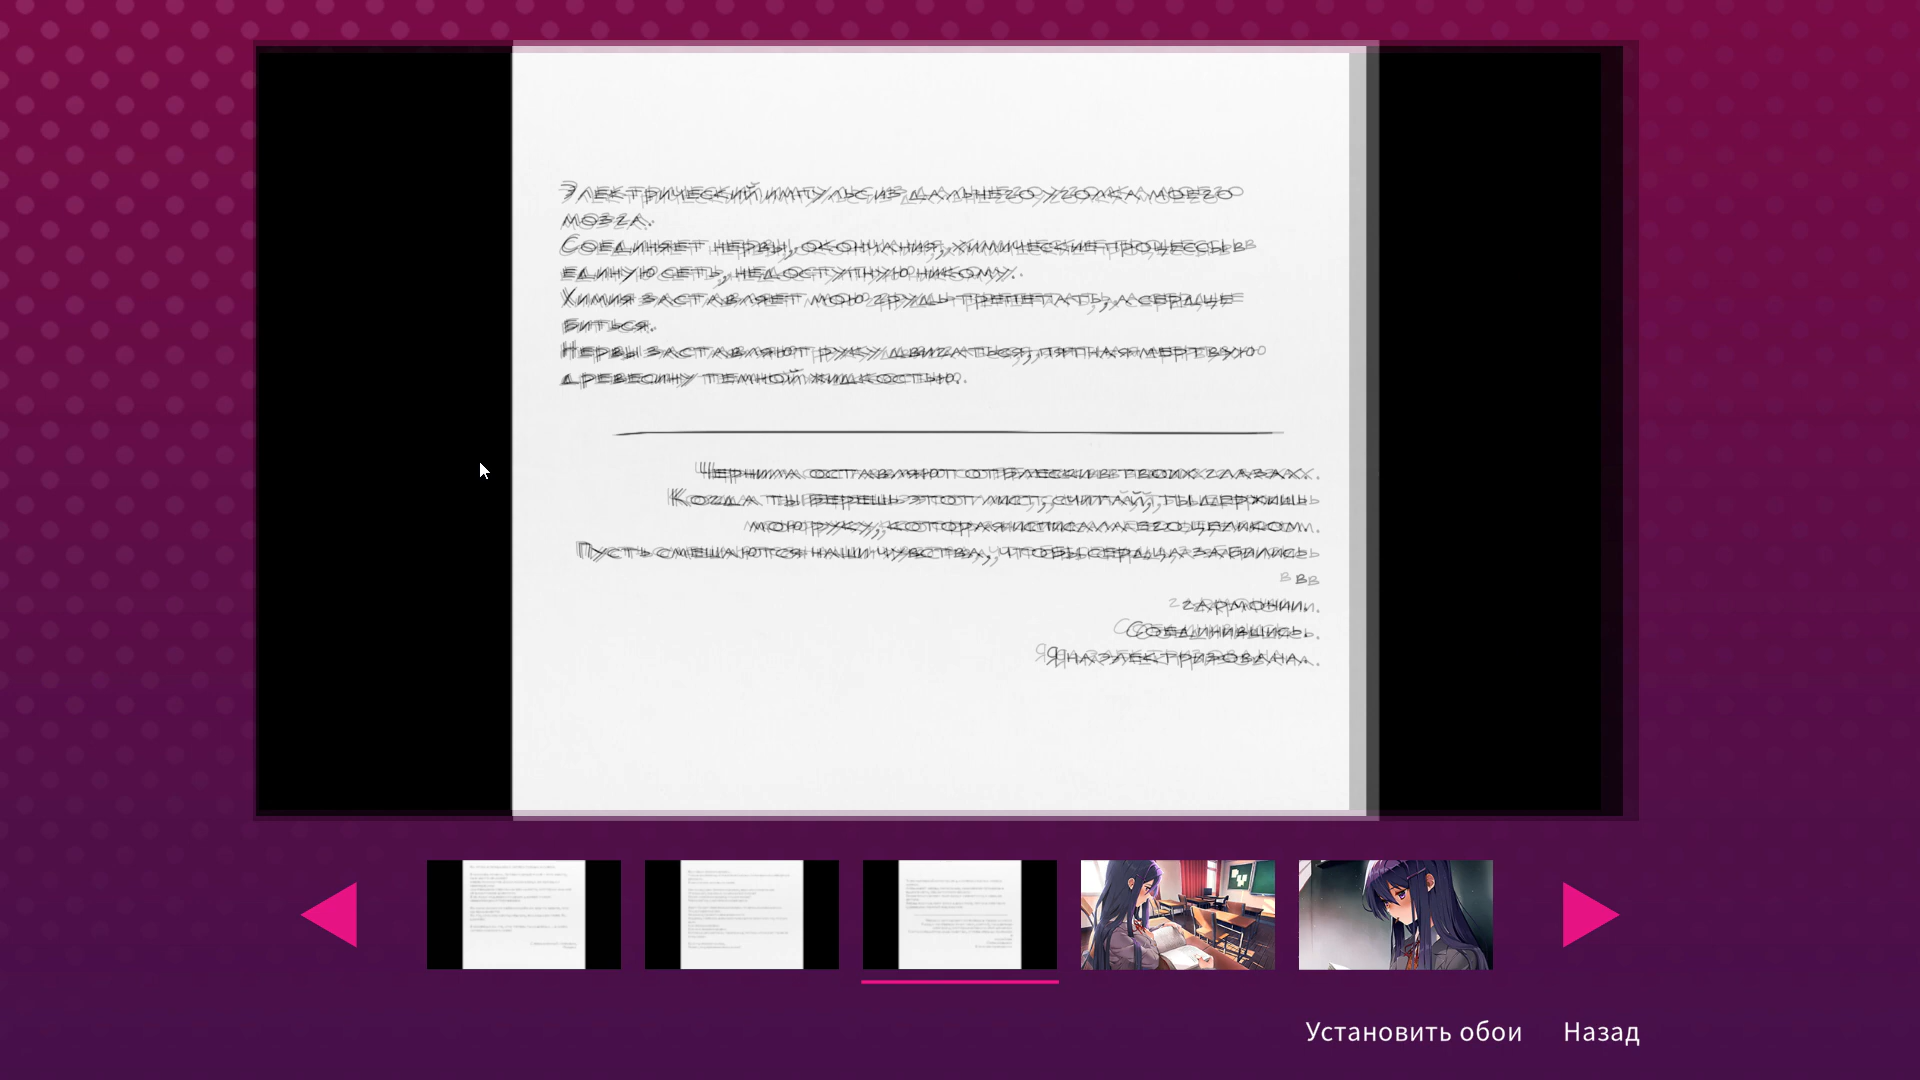 Электрический импульс из дальнего уголка моего
мозга.
Соединяет нервы, окончания, химические процессы в
единую сеть, недоступную никому.
Химия заставляет мою грудь трепетать, а сердце
биться.
Нервы заставляют руку двигаться, пятная мертвую
древесину темной жидкостью.
Чернила оставляют отблески в твоих глазах.
Когда ты берешь этот лист, считай, ты держишь
мою руку, которая исписала его целиком.
Пусть смешаются наши чувства, чтобы сердца забились
в
гармонии.
Соединившись.
Я наэлектризована.
Установить обои
Назад